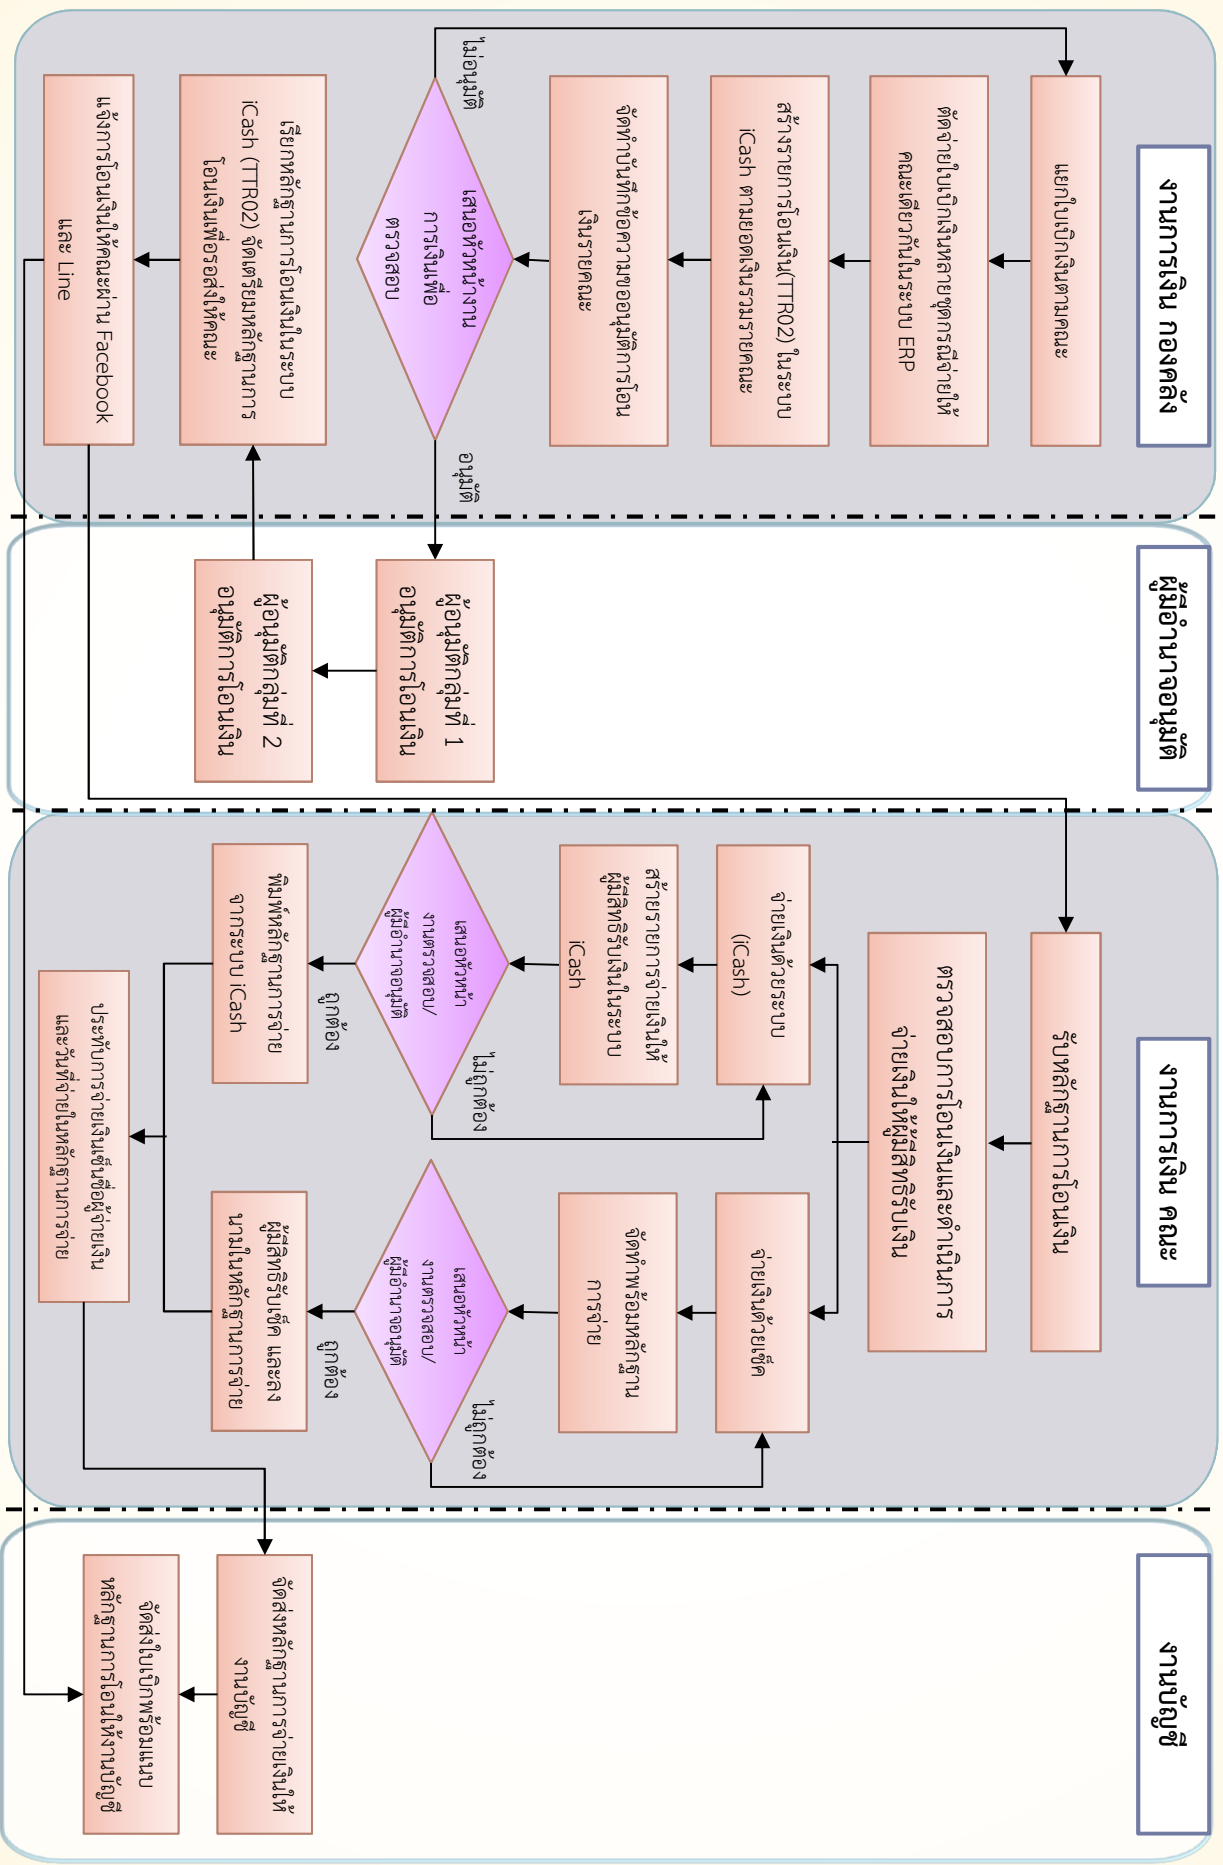 งานการเงิน กองคลัง
แยกใบเบิกเงินตามคณะ
ตัดจ่ายใบเบิกเงินหลายชุดกรณีจ่ายให้
คณะเดียวกันในระบบ ERP
สร้างรายการโอนเงิน(TTR02) ในระบบ
iCash ตามยอดเงินรวมรายคณะ
จัดทำบันทึกข้อความขออนุมัติการโอน
เงินรายคณะ
เสนอหัวหน้างาน
การเงินเพื่อ
ตรวจสอบ
ไม่อนุมัติ
อนุมัติ
เรียกหลักฐานการโอนเงินในระบบ
iCash (TTR02) จัดเตรียมหลักฐานการ
โอนเงินเพื่อรอส่งให้คณะ
แจ้งการโอนเงินให้คณะผ่าน Facebook
และ Line
ผู้มีอำนาจอนุมัติ
ผู้อนุมัติกลุ่มที่ 1
อนุมัติการโอนเงิน
ผู้อนุมัติกลุ่มที่ 2
อนุมัติการโอนเงิน
งานการเงิน คณะ
รับหลักฐานการโอนเงิน
ตรวจสอบการโอนเงินและดำเนินการ
จ่ายเงินให้ผู้มีสิทธิรับเงิน
จ่ายเงินด้วยระบบ
(iCash)
สร้ายรายการจ่ายเงินให้
ผู้มีสิทธิรับเงินในระบบ
iCash
เสนอหัวหน้า
งานตรวจสอบ/
ผู้มีอำนาจอนุมัติ
ไม่ถูกต้อง
ถูกต้อง
พิมพ์หลักฐานการจ่าย
จากระบบ iCash
จ่ายเงินด้วยเช็ค
จัดทำพร้อมหลักฐาน
การจ่าย
เสนอหัวหน้า
งานตรวจสอบ/
ผู้มีอำนาจอนุมัติ
ไม่ถูกต้อง
ถูกต้อง
ผู้มีสิทธิรับเช็ค และลง
นามในหลักฐานการจ่าย
ประทับการจ่ายเงินเซ็นชื่อผู้จ่ายเงิน
และวันที่จ่ายในหลักฐานการจ่าย
งานบัญชี
จัดส่งหลักฐานการจ่ายเงินให้
งานบัญชี
จัดส่งใบเบิกพร้อมแนบ
หลักฐานการโอนให้งานบัญชี